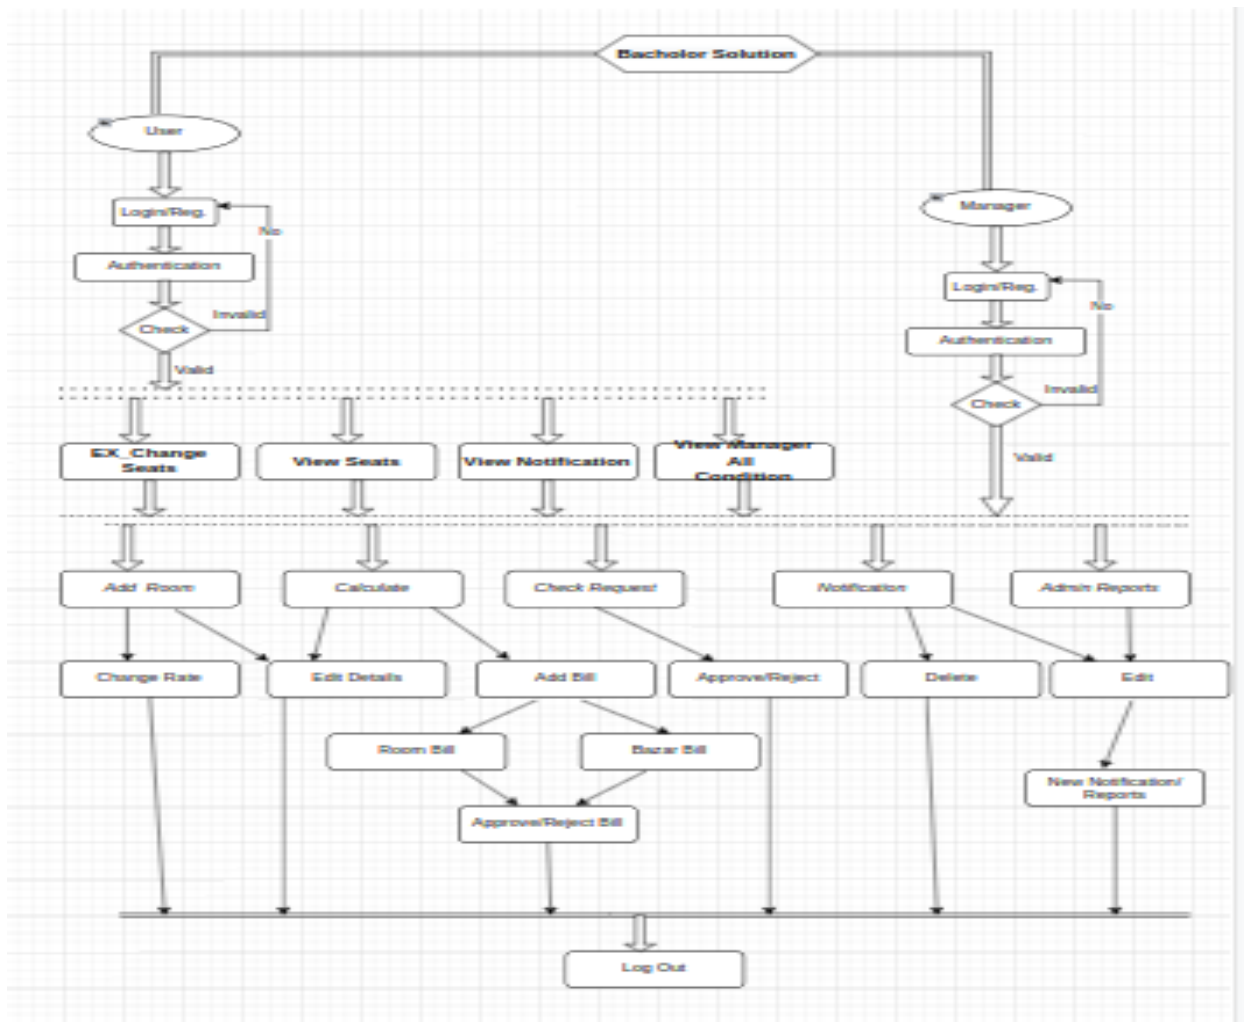 Bacholor Solution
User
Manager
Login/Reg.
No
Authentication
Invalid
Check
Valid
Login/Reg.
No
Authentication
Invalid
Check
Valid
EX_Change
Seats
View Seats
View Notification
View Manager
All
Condition
Add Room
Calculate
Check Request
Notification
Admin Reports
Change Rate
Edit Details
Add Bill
Approve/Reject
Delete
Edit
Room Bill
Bazar Bill
New Notification/
Reports
Approve/Reject Bill
Log Out